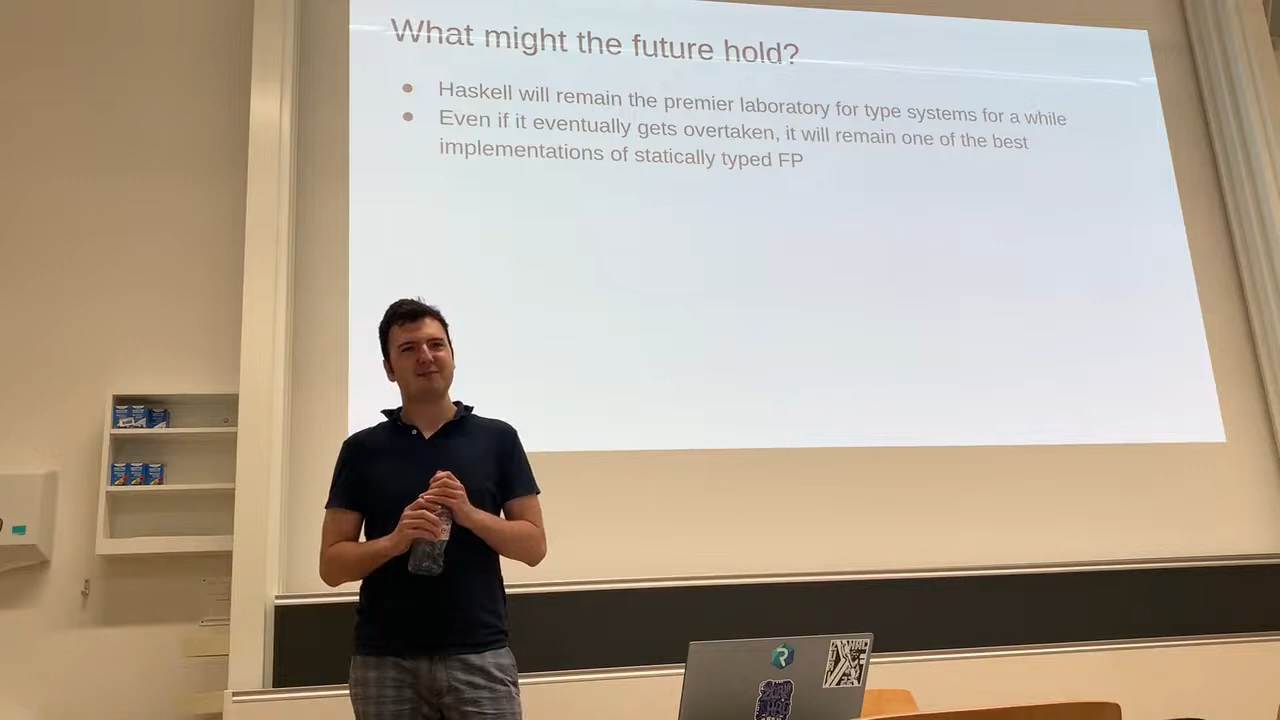 What might the future hold?
Haskell will remain the premier laboratory for type systems for a while
Even if it eventually gets overtaken, it will remain one of the best
implementations of statically typed FP